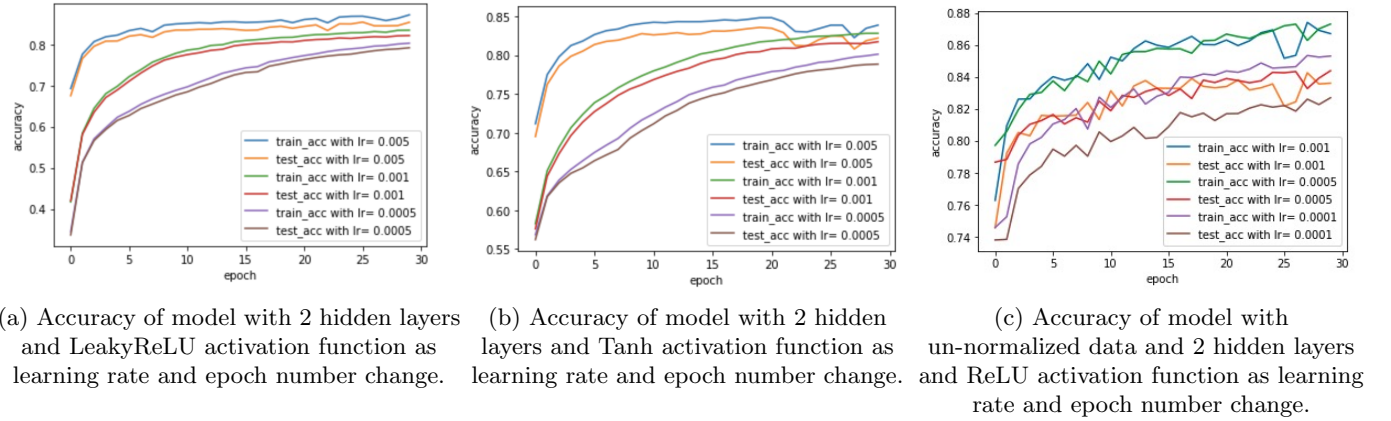 0.8
0.7
0.6
0.5
0.4
accuracy
train_acc with lr= 0.005
test_acc with lr= 0.005
train_acc with lr= 0.001
test_acc with lr= 0.001
train_acc with lr= 0.0005
test_acc with lr= 0.0005
0 5 10 15 20 25 30
epoch
(a) Accuracy of model with 2 hidden layers
and LeakyReLU activation function as
learning rate and epoch number change.
0.85
0.80
0.75
0.70
0.65
0.60
0.55
accuracy
train_acc with lr= 0.005
test_acc with lr= 0.005
train_acc with lr= 0.001
test_acc with lr= 0.001
train_acc with lr= 0.0005
test_acc with lr= 0.0005
0 5 10 15 20 25 30
epoch
(b) Accuracy of model with 2 hidden
layers and Tanh activation function as
learning rate and epoch number change.
0.88
0.86
0.84
0.82
0.80
0.78
0.76
0.74
accuracy
train_acc with lr= 0.001
test_acc with lr= 0.001
train_acc with lr= 0.0005
test_acc with lr= 0.0005
train_acc with lr= 0.0001
test_acc with lr= 0.0001
0 5 10 15 20 25 30
epoch
(c) Accuracy of model with
un-normalized data and 2 hidden layers
and ReLU activation function as learning
rate and epoch number change.